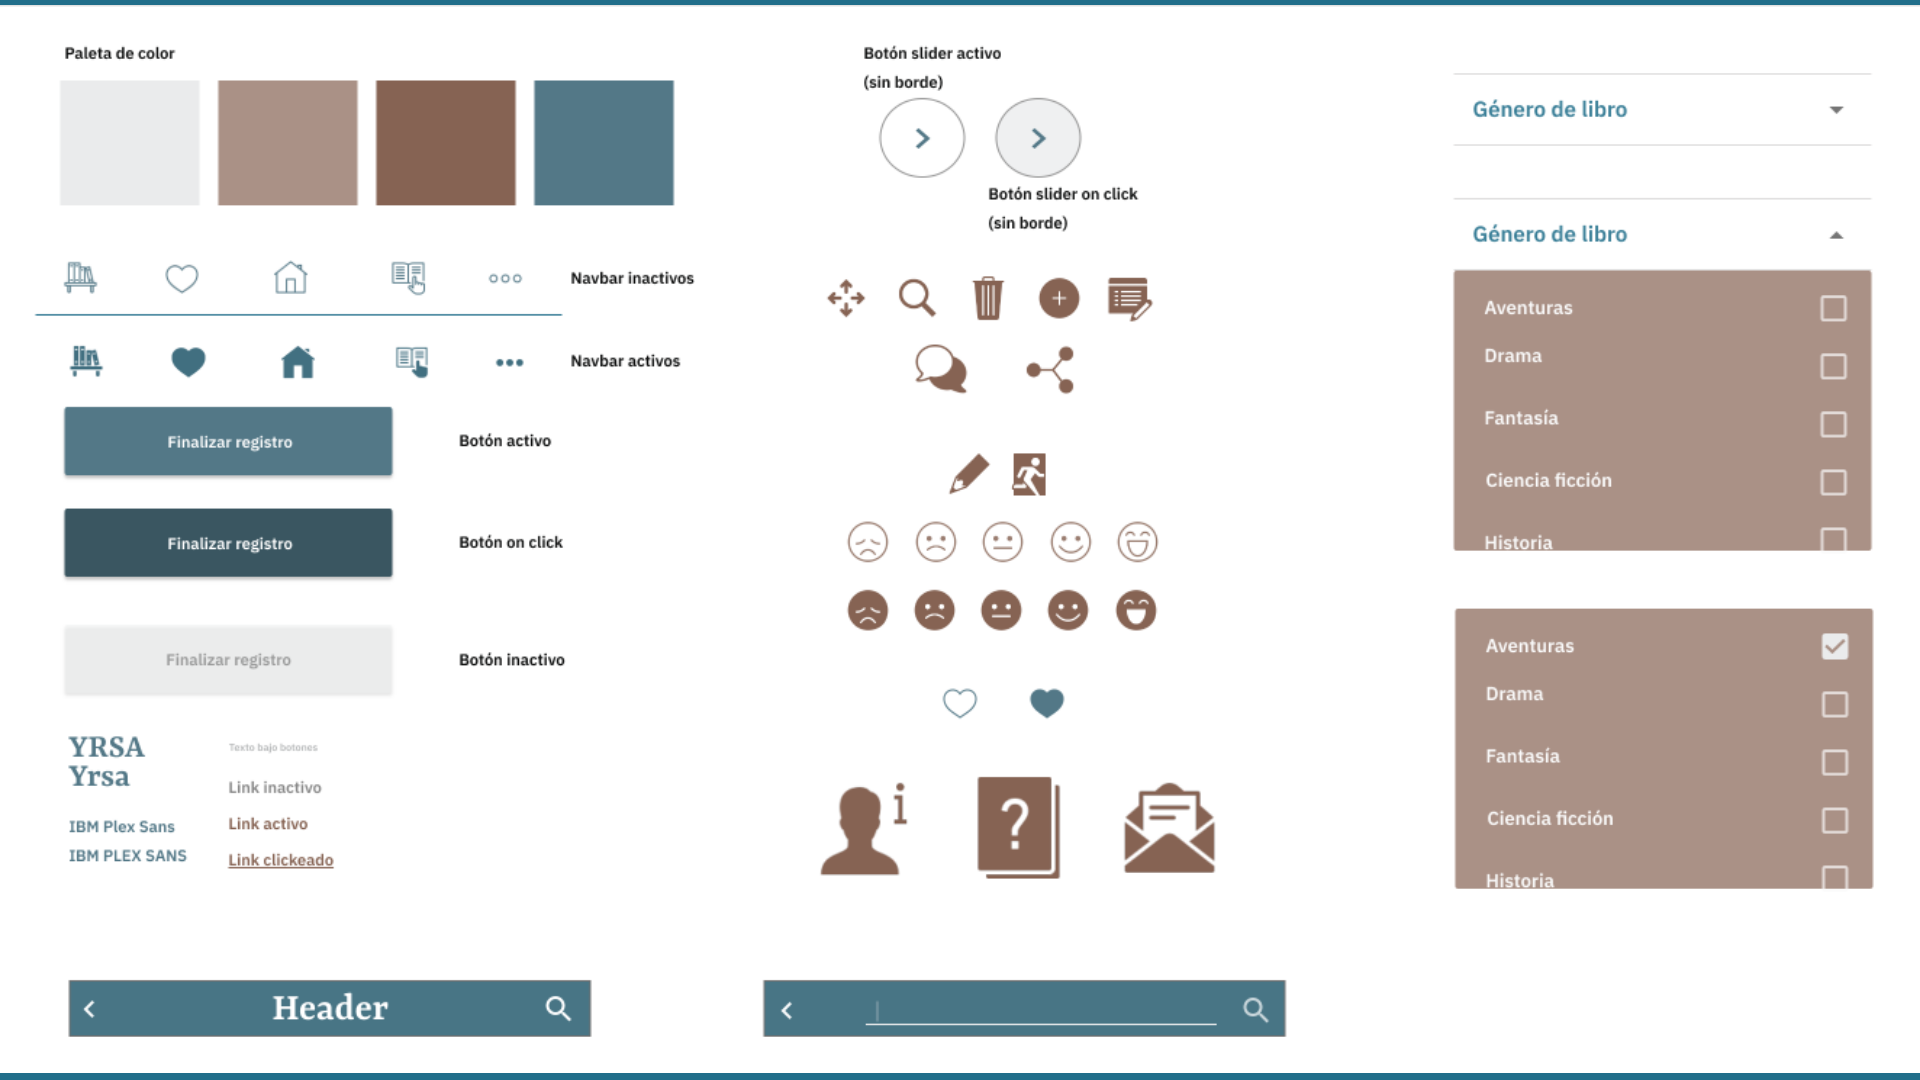 Paleta de color
Navbar inactivos
Navbar activos
Finalizar registro
Botón activo
Finalizar registro
Botón on click
Finalizar registro
Botón inactivo
YRSA
Yrsa
IBM Plex Sans
IBM PLEX SANS
Texto bajo botones
Link inactivo
Link activo
Link clickeado
Header
Botón slider activo
(sin borde)
Botón slider on click
(sin borde)
i
?
Género de libro
Género de libro
Aventuras
Drama
Fantasía
Ciencia ficción
Historia
Aventuras
Drama
Fantasía
Ciencia ficción
Historia